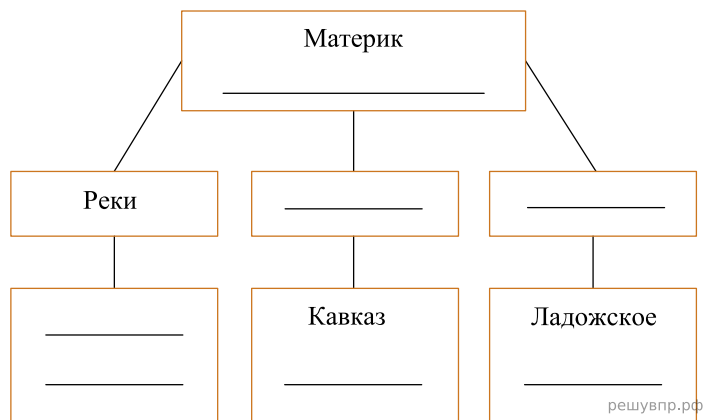 Материк
Реки
Кавказ
Ладожское
решувпр.рф